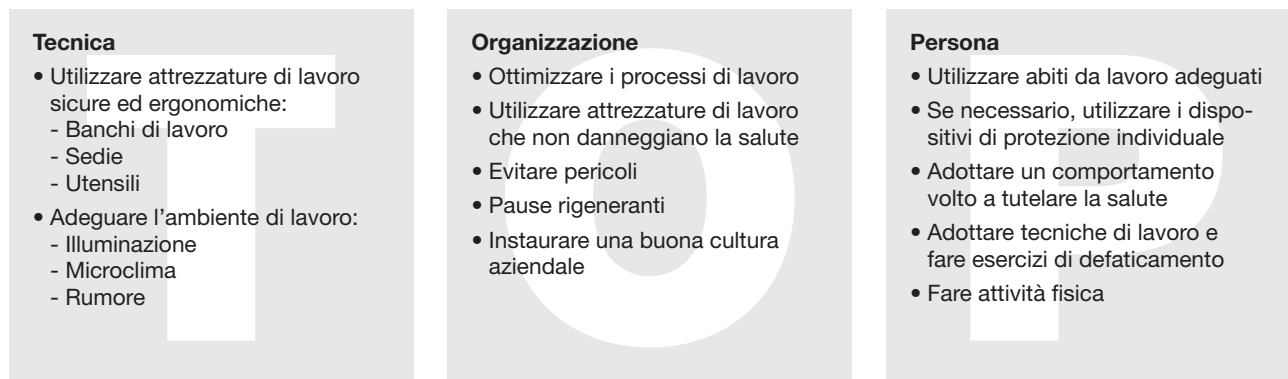 Tecnica
• Utilizzare attrezzature di lavoro
sicure ed ergonomiche:
- Banchi di lavoro
- Sedie
- Utensili
• Adeguare l'ambiente di lavoro:
- Illuminazione
- Microclima
- Rumore
T
Organizzazione
• Ottimizzare i processi di lavoro
• Utilizzare attrezzature di lavoro
che non danneggiano la salute
• Evitare pericoli
• Pause rigeneranti
• Instaurare una buona cultura
aziendale
O
Persona
• Utilizzare abiti da lavoro adeguati
• Se necessario, utilizzare i dispo-
sitivi di protezione individuale
• Adottare un comportamento
volto a tutelare la salute
• Adottare tecniche di lavoro e
fare esercizi di defaticamento
• Fare attività fisica
P